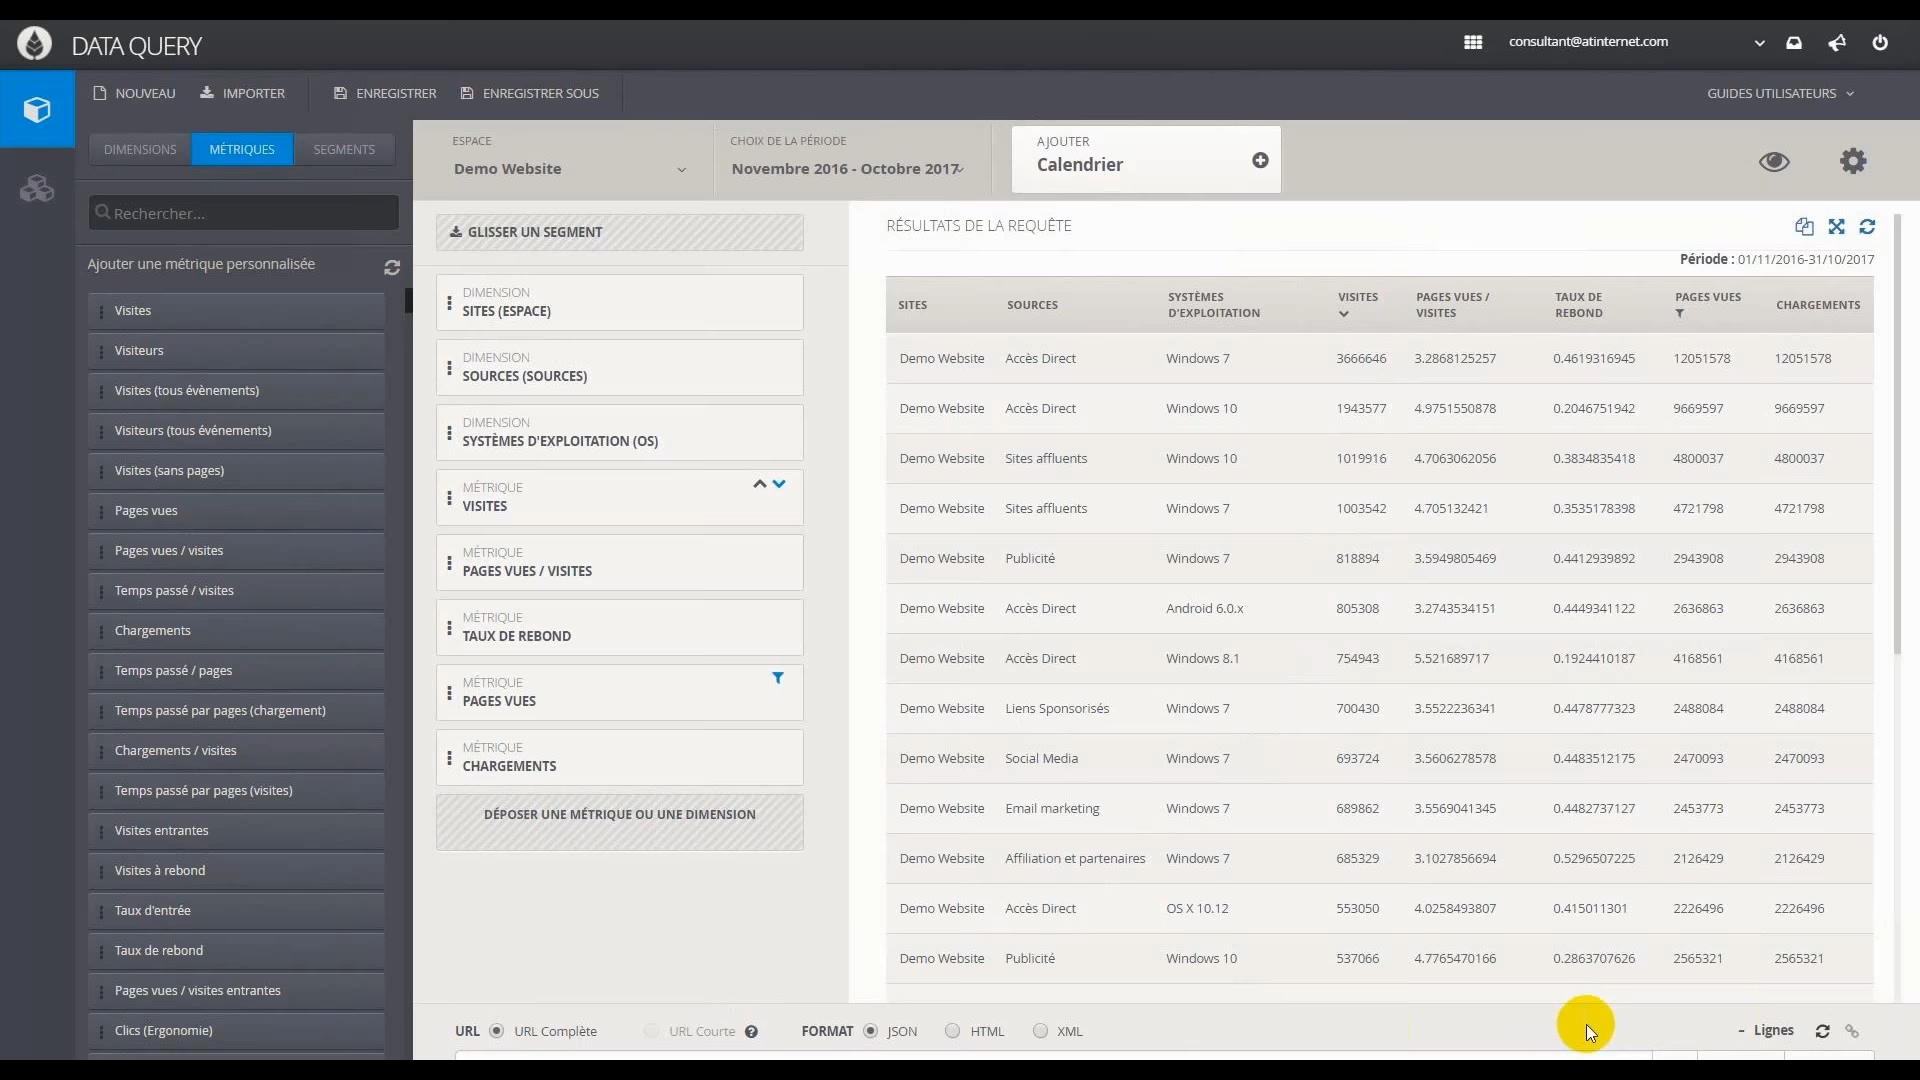 DATA QUERY
consultant@atinternet.com
NOUVEAU
IMPORTER
ENREGISTRER
ENREGISTRER SOUS
GUIDES UTILISATEURS
DIMENSIONS
MÉTRIQUES
SEGMENTS
Rechercher...
Ajouter une métrique personnalisée
Visites
Visiteurs
Visites (tous évènements)
Visiteurs (tous événements)
Visites (sans pages)
Pages vues
Pages vues / visites
Temps passé / visites
Chargements
Temps passé / pages
Temps passé par pages (chargement)
Chargements / visites
Temps passé par pages (visites)
Visites entrantes
Visites à rebond
Taux d'entrée
Taux de rebond
Pages vues / visites entrantes
Clics (Ergonomie)
ESPACE
Demo Website
CHOIX DE LA PÉRIODE
Novembre 2016 - Octobre 2017
AJOUTER
Calendrier
GLISSER UN SEGMENT
DIMENSION
SITES (ESPACE)
DIMENSION
SOURCES (SOURCES)
DIMENSION
SYSTÈMES D'EXPLOITATION (OS)
MÉTRIQUE
VISITES
MÉTRIQUE
PAGES VUES / VISITES
MÉTRIQUE
TAUX DE REBOND
MÉTRIQUE
PAGES VUES
MÉTRIQUE
CHARGEMENTS
DÉPOSER UNE MÉTRIQUE OU UNE DIMENSION
RÉSULTATS DE LA REQUÊTE
Période : 01/11/2016-31/10/2017
SITES SOURCES SYSTÈMES D'EXPLOITATION VISITES PAGES VUES / VISITES TAUX DE REBOND PAGES VUES CHARGEMENTS
Demo Website Accès Direct Windows 7 3666646 3.2868125257 0.4619316945 12051578 12051578
Demo Website Accès Direct Windows 10 1943577 4.9751550878 0.2046751942 9669597 9669597
Demo Website Sites affluents Windows 10 1019916 4.7063062056 0.3834835418 4800037 4800037
Demo Website Sites affluents Windows 7 1003542 4.705132421 0.3535178398 4721798 4721798
Demo Website Publicité Windows 7 818894 3.5949805469 0.4412939892 2943908 2943908
Demo Website Accès Direct Android 6.0.x 805308 3.2743534151 0.4449341122 2636863 2636863
Demo Website Accès Direct Windows 8.1 754943 5.521689717 0.1924410187 4168561 4168561
Demo Website Liens Sponsorisés Windows 7 700430 3.5522236341 0.4478777323 2488084 2488084
Demo Website Social Media Windows 7 693724 3.5606278578 0.4483512175 2470093 2470093
Demo Website Email marketing Windows 7 689862 3.5569041345 0.4482737127 2453773 2453773
Demo Website Affiliation et partenaires Windows 7 685329 3.1027856694 0.5296507225 2126429 2126429
Demo Website Accès Direct OS X 10.12 553050 4.0258493807 0.415011301 2226496 2226496
Demo Website Publicité Windows 10 537066 4.7765470166 0.2863707626 2565321 2565321
URL URL Complète URL Courte FORMAT JSON HTML XML
– Lignes